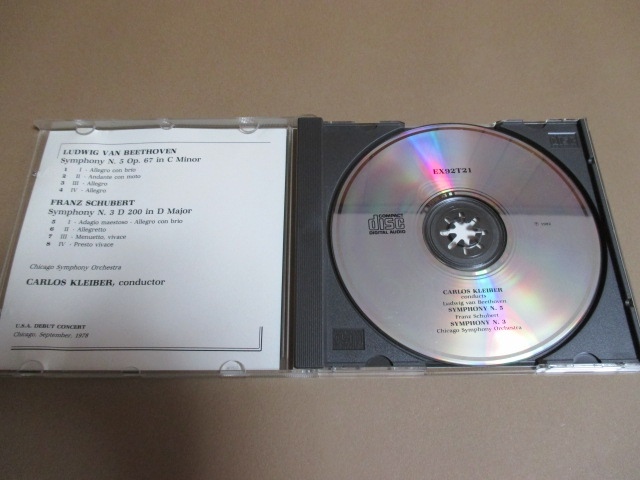 LUDWIG VAN BEETHOVEN
Symphony N. 5 Op. 67 in C Minor
1 I - Allegro con brio
2 II - Andante con moto
3 III - Allegro
4 IV - Allegro
FRANZ SCHUBERT
Symphony N. 3 D 200 in D Major
5 I - Adagio maestoso - Allegro con brio
6 II - Allegretto
7 III - Menuetto, vivace
8 IV - Presto vivace
Chicago Symphony Orchestra
CARLOS KLEIBER, conductor
U.S.A. DEBUT CONCERT
Chicago, September, 1978
EX92T21
COMPACT
disc
DIGITAL AUDIO
CARLOS KLEIBER
conducts
Ludwig van Beethoven
SYMPHONY N. 5
Franz Schubert
SYMPHONY N. 3
Chicago Symphony Orchestra